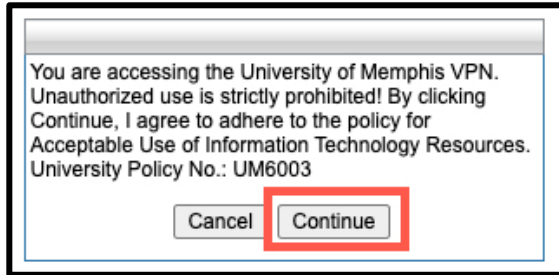 You are accessing the University of Memphis VPN.
Unauthorized use is strictly prohibited! By clicking
Continue, I agree to adhere to the policy for
Acceptable Use of Information Technology Resources.
University Policy No.: UM6003
Cancel Continue